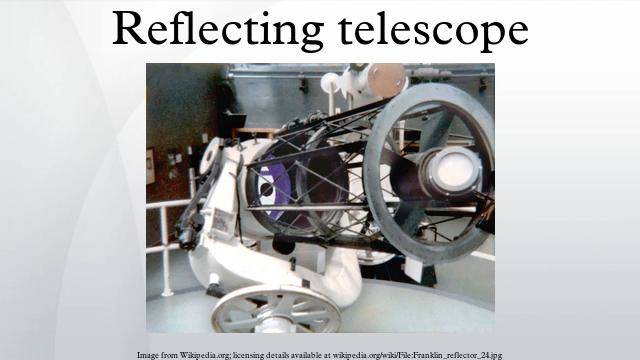 Reflecting telescope
Image from Wikipedia.org; licensing details available at wikipedia.org/wiki/File:Franklin_reflector_24.jpg